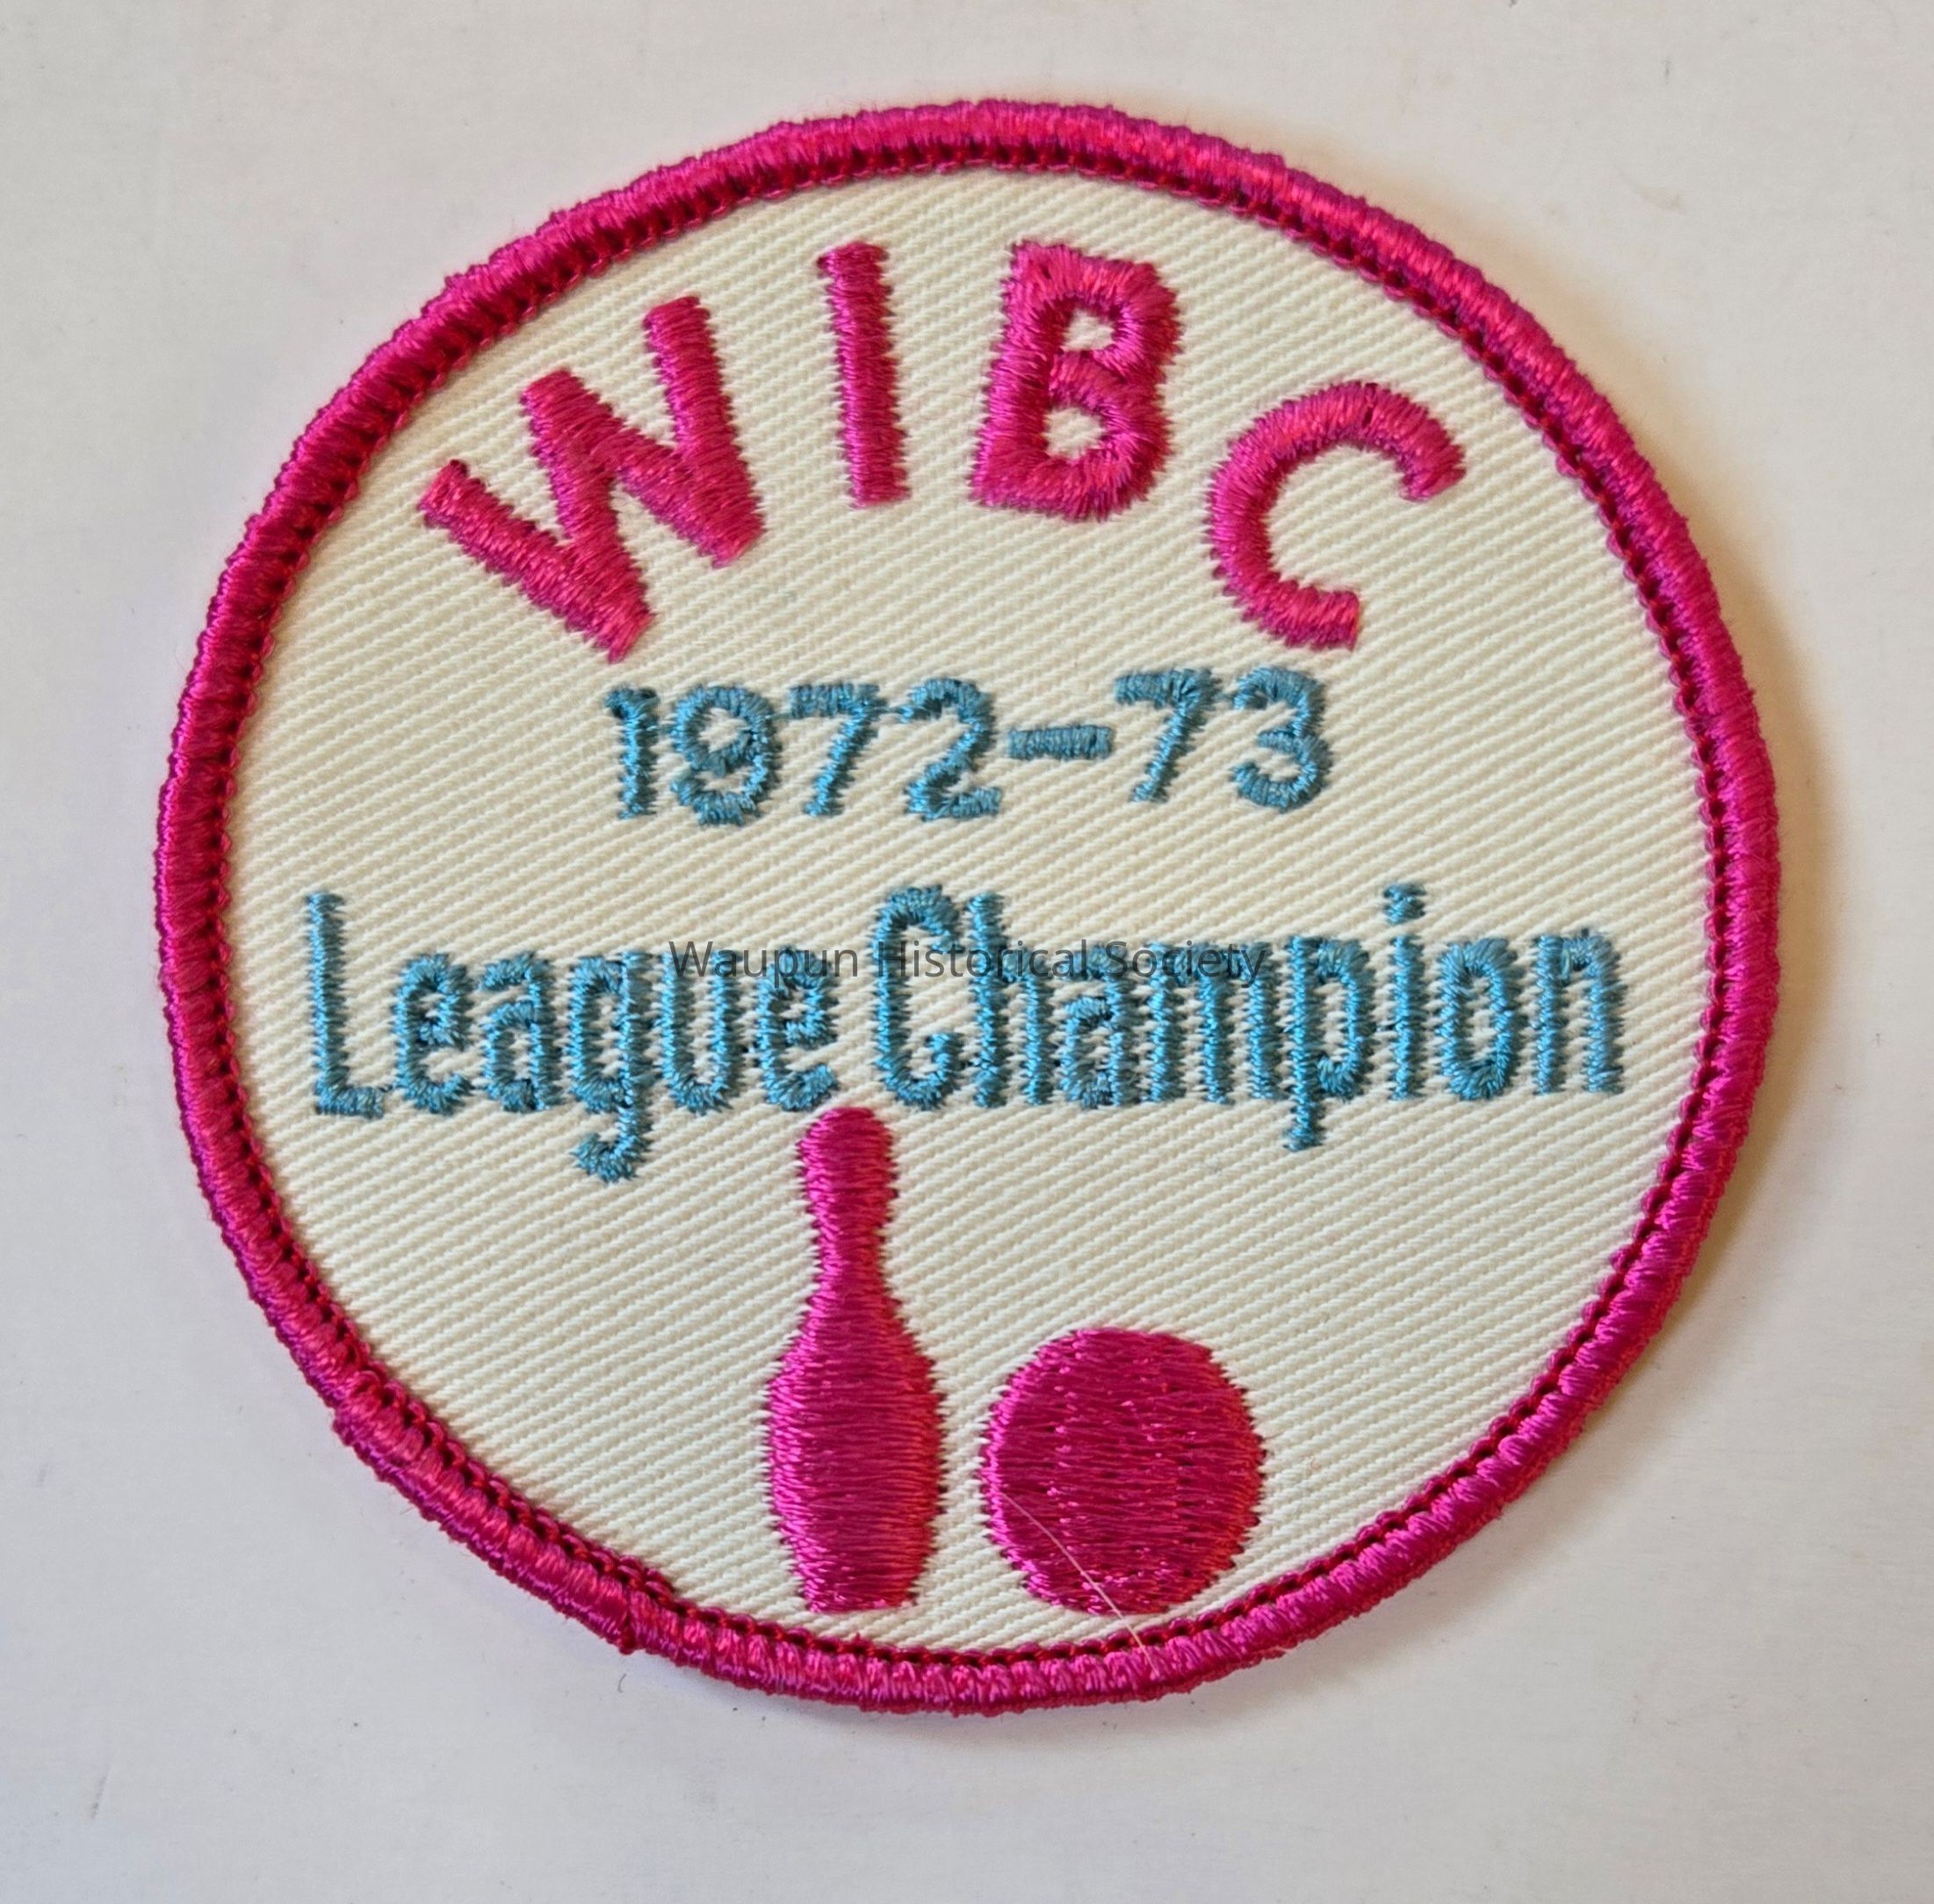 WIBC
1972-73
League Champion
Waupun Historical Society